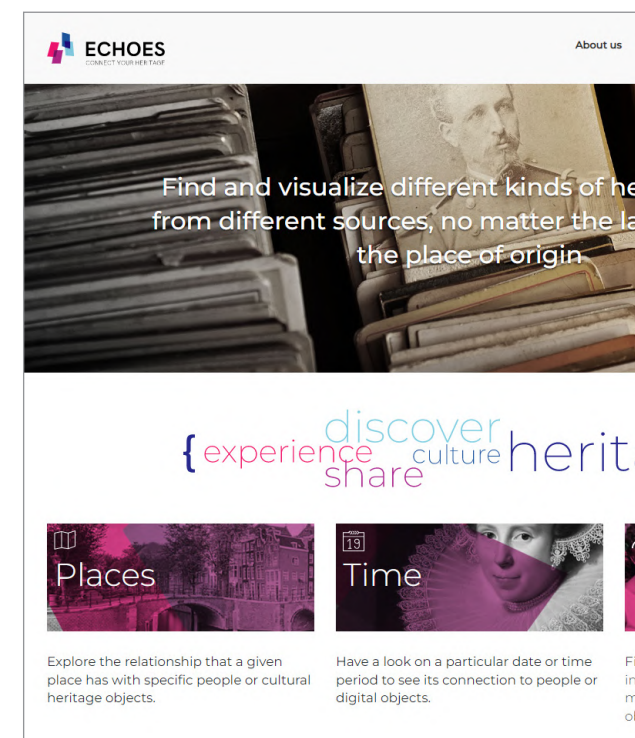 ECHOES
CONNECT YOUR HERITAGE
About us
Find and visualize different kinds of he
from different sources, no matter the la
the place of origin
discover
{ experience culture herit
share
19
Places
Time
Explore the relationship that a given
place has with specific people or cultural
heritage objects.
Have a look on a particular date or time
period to see its connection to people or
digital objects.
Fi
in
m
ob